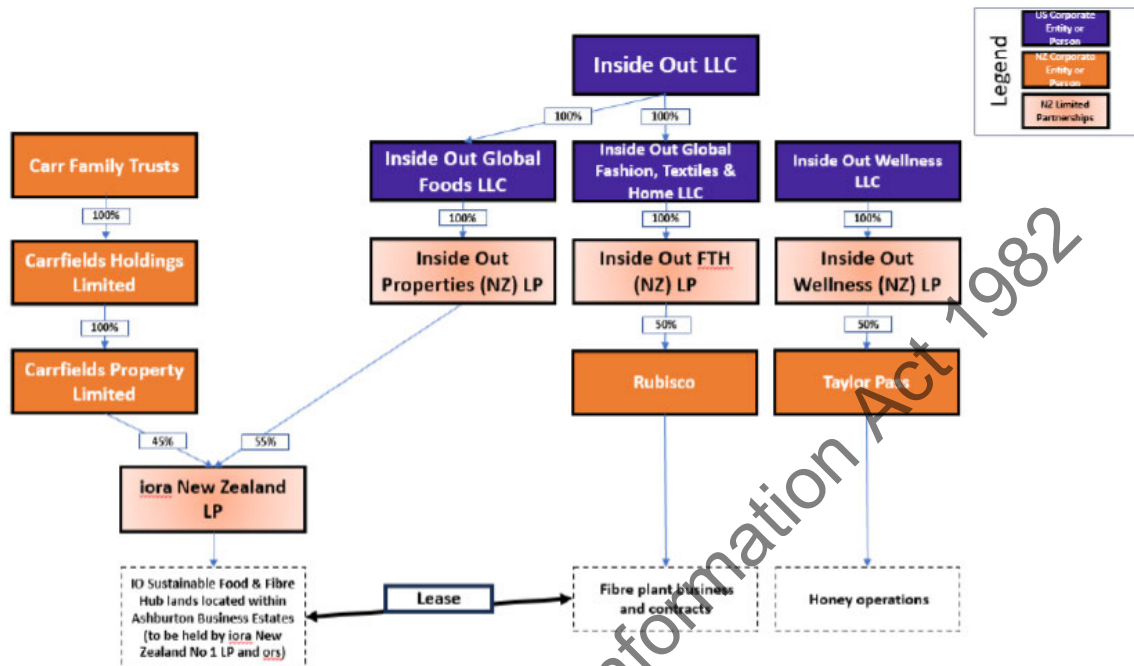 Legend
US Corporate
Entity or
Person
NZ Corporate
Entity or
Person
NZ Limited
Partnerships
Inside Out LLC
100%
100%
Carr Family Trusts
Inside Out Global
Foods LLC
Inside Out Global
Fashion, Textiles &
Home LLC
Inside Out Wellness
LLC
100%
100%
100%
100%
Carrfields Holdings
Limited
Inside Out
Properties (NZ) LP
Inside Out FTH
(NZ) LP
Inside Out
Wellness (NZ) LP
100%
50%
50%
Carrfields Property
Limited
Rubisco
Taylor Pass
45%
55%
iora New Zealand
LP
IO Sustainable Food & Fibre
Hub lands located within
Ashburton Business Estates
(to be held by iora New
Zealand No 1 LP and ors)
Lease
Fibre plant business
and contracts
Honey operations
nformation Act 1982